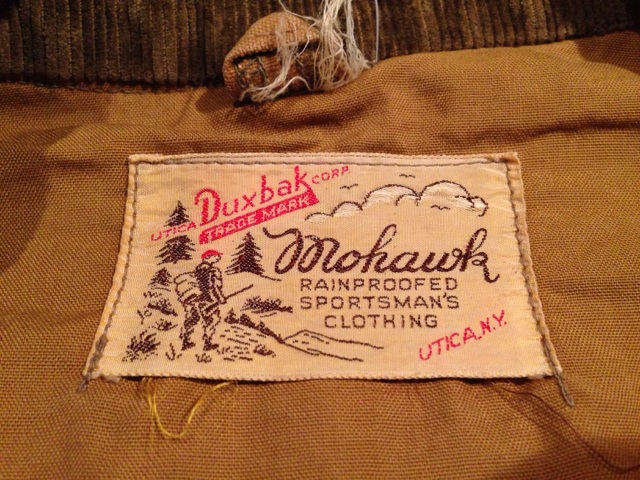 UTICA Duxbak CORP.
TRADE MARK
Mohawk
RAINPROOFED
SPORTSMAN'S
CLOTHING
UTICA, N.Y.